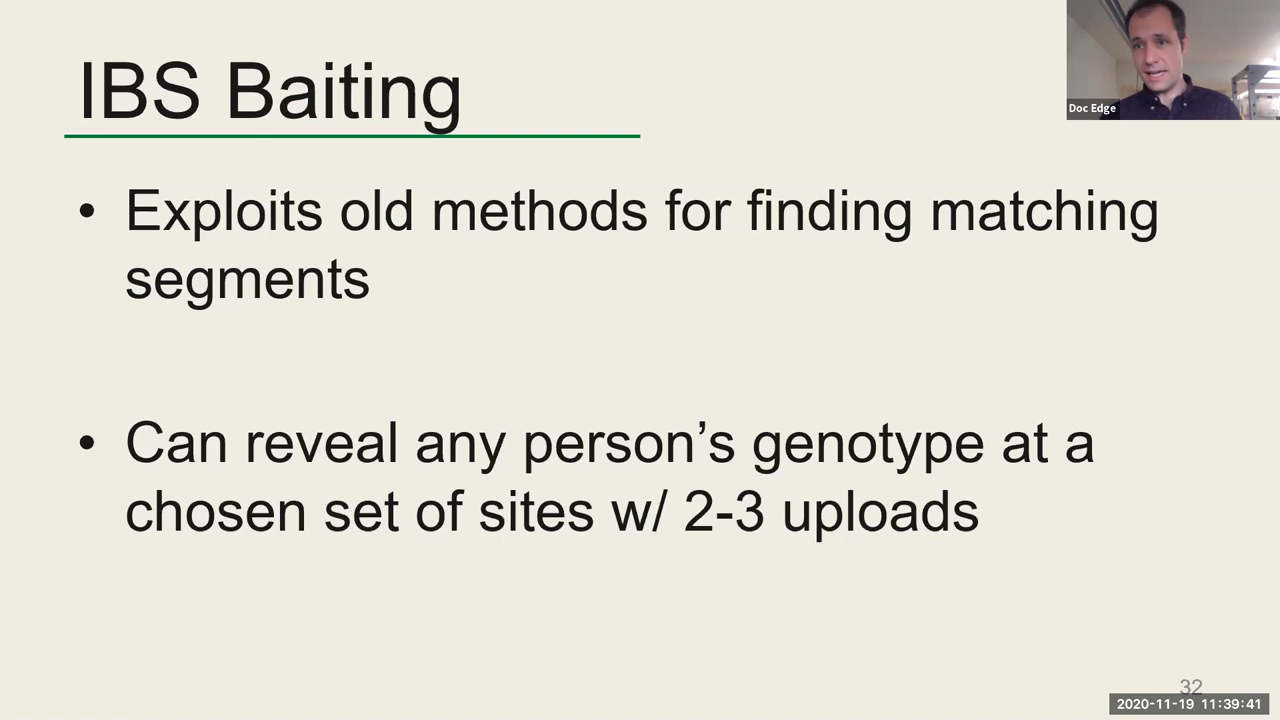 IBS Baiting
Doc Edge
• Exploits old methods for finding matching
segments
• Can reveal any person’s genotype at a
chosen set of sites w/ 2-3 uploads
32
2020-11-19 11:39:41